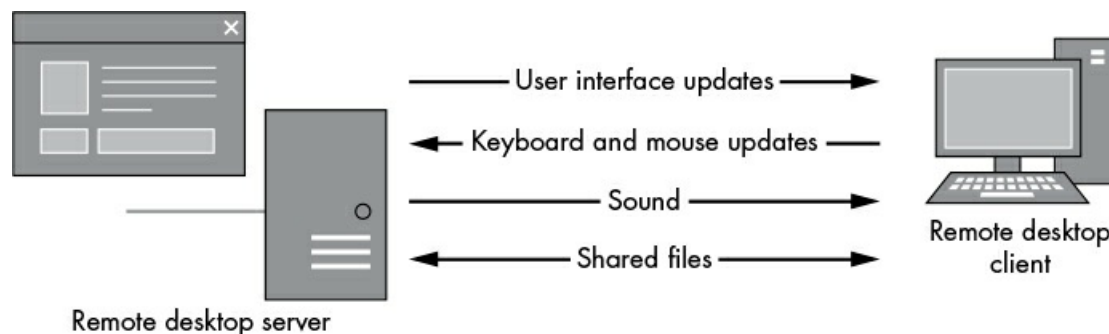 User interface updates
Keyboard and mouse updates
Sound
Shared files
Remote desktop server
Remote desktop
client